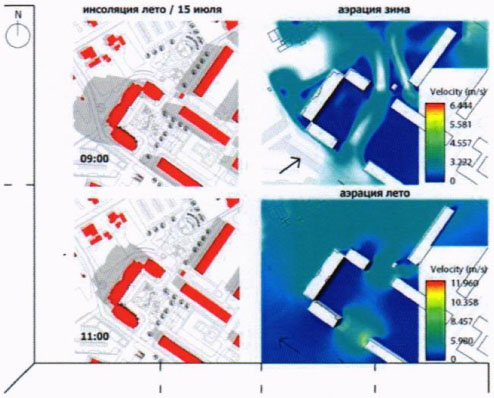 N
инсоляция лето / 15 июля
аэрация зима
09:00
Velocity (m/s)
6.444
5.581
4.557
3.222
0
аэрация лето
11:00
Velocity (m/s)
11.960
10.358
8.457
5.980
0